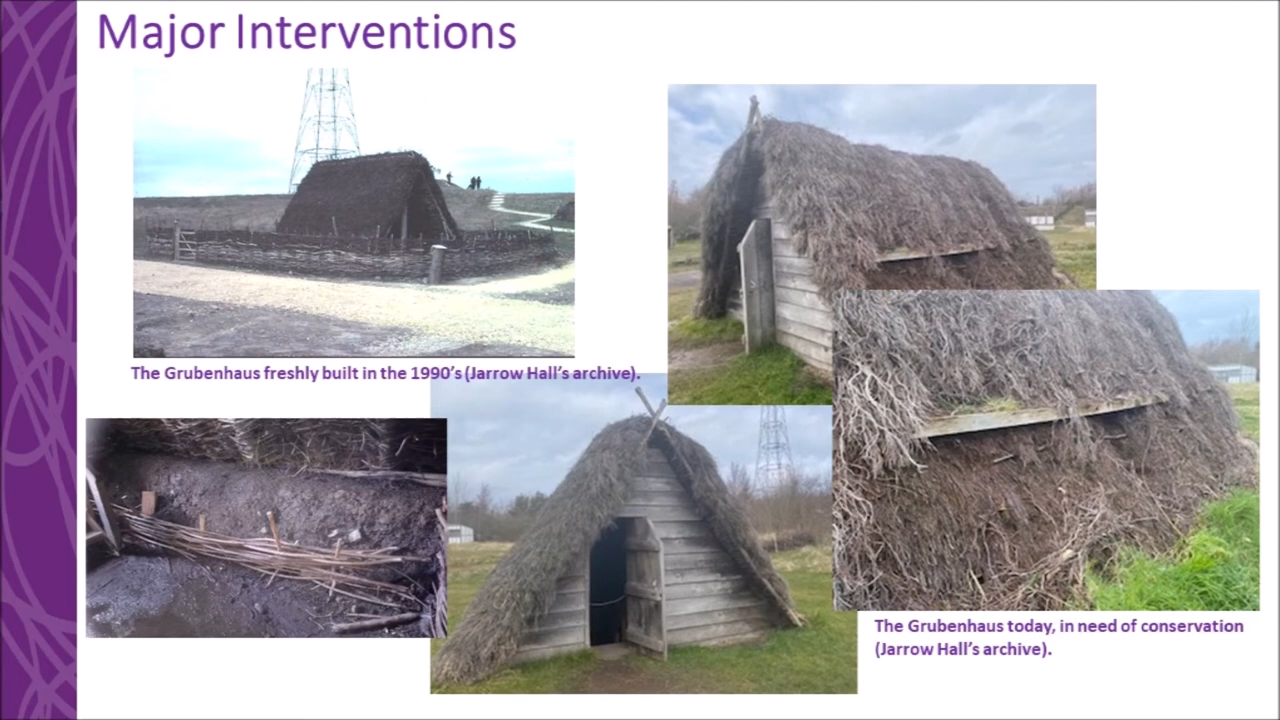 Major Interventions
The Grubenhaus freshly built in the 1990’s (Jarrow Hall’s archive).
The Grubenhaus today, in need of conservation
(Jarrow Hall’s archive).